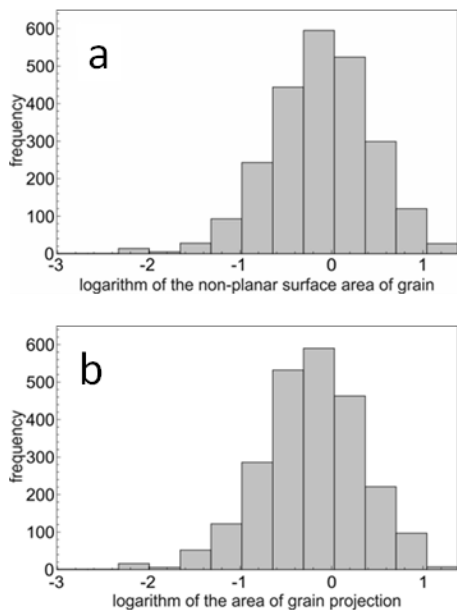 a
600
500
400
300
200
100
0
frequency
-3 -2 -1 0 1
logarithm of the non-planar surface area of grain
b
600
500
400
300
200
100
0
frequency
-3 -2 -1 0 1
logarithm of the area of grain projection